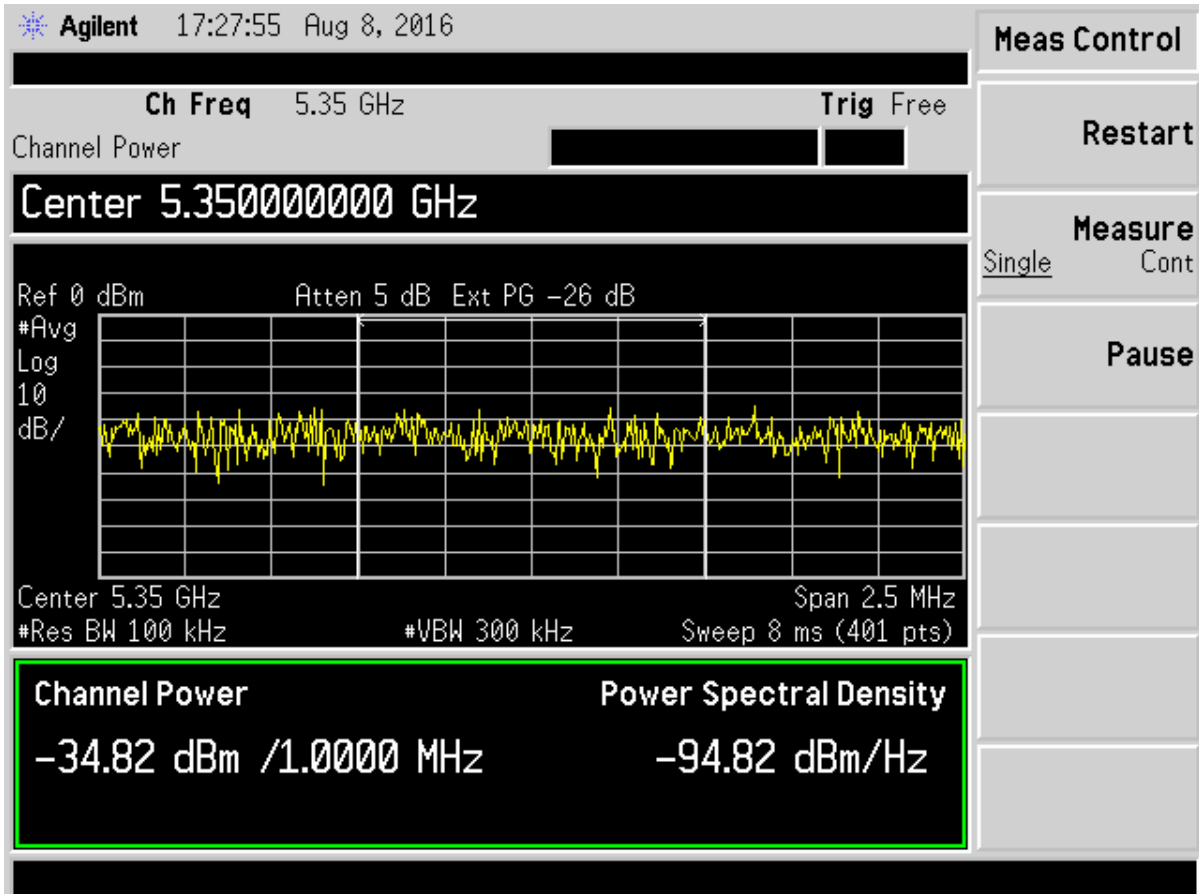 Agilent 17:27:55 Aug 8, 2016
Meas Control
Ch Freq 5.35 GHz Trig Free
Channel Power
Restart
Center 5.350000000 GHz
Measure
Single Cont
Ref 0 dBm Atten 5 dB Ext PG −26 dB
#Avg
Log
10
dB/
Pause
Center 5.35 GHz Span 2.5 MHz
#Res BW 100 kHz #VBW 300 kHz Sweep 8 ms (401 pts)
Channel Power Power Spectral Density
−34.82 dBm /1.0000 MHz −94.82 dBm/Hz